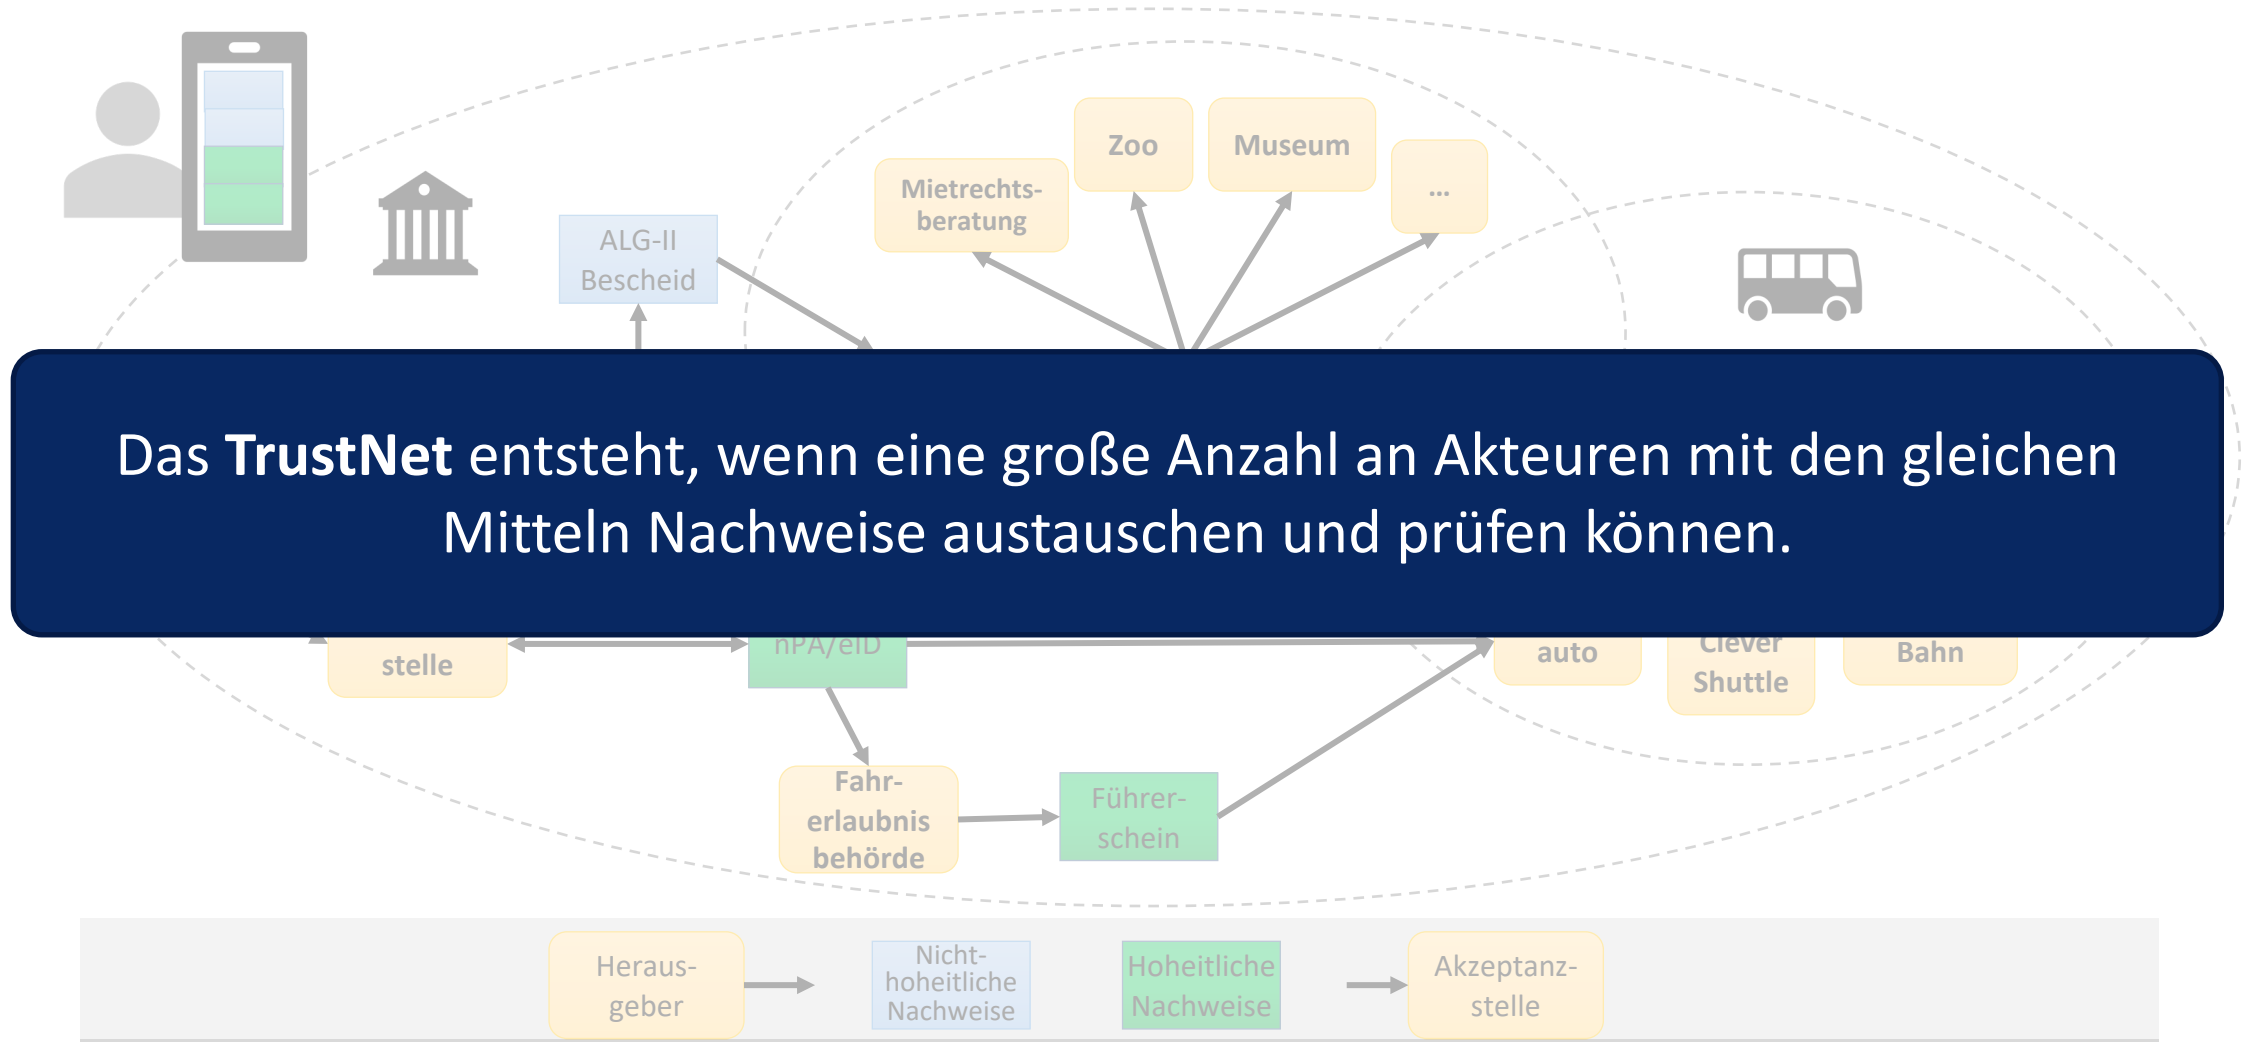 Zoo
Museum
...
Mietrechts-
beratung
ALG-II
Bescheid
Das TrustNet entsteht, wenn eine große Anzahl an Akteuren mit den gleichen
Mitteln Nachweise austauschen und prüfen können.
stelle
nPA/eID
auto
Clever
Shuttle
Bahn
Fahr-
erlaubnis
behörde
Führer-
schein
Heraus-
geber
Nicht-
hoheitliche
Nachweise
Hoheitliche
Nachweise
Akzeptanz-
stelle